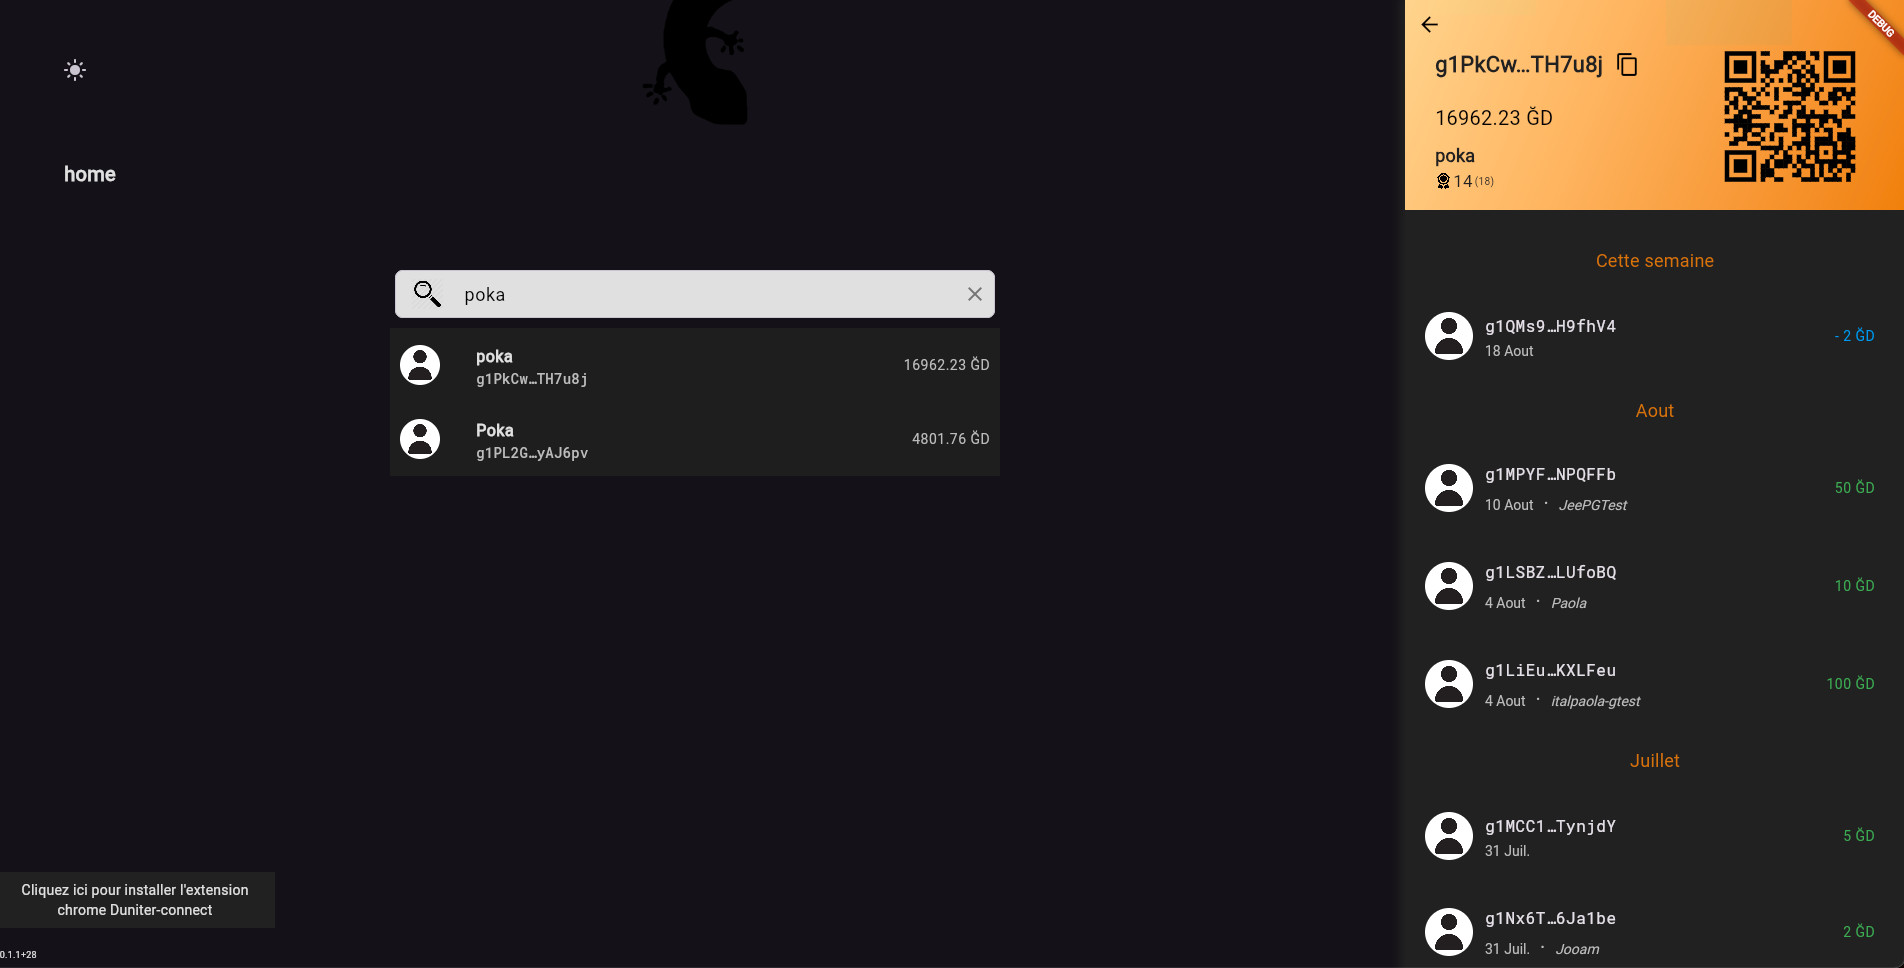 home
poka
poka
g1PkCw…TH7u8j
16962.23 ĞD
Poka
g1PL2G…yAJ6pv
4801.76 ĞD
Cliquez ici pour installer l'extension
chrome Duniter-connect
0.1.1+28
DEBUG
g1PkCw…TH7u8j
16962.23 ĞD
poka
14 (18)
Cette semaine
g1QMs9…H9fhV4
18 Aout
- 2 ĞD
Aout
g1MPYF…NPQFFb
10 Aout · JeePGTest
50 ĞD
g1LSBZ…LUfoBQ
4 Aout · Paola
10 ĞD
g1LiEu…KXLFeu
4 Aout · italpaola-gtest
100 ĞD
Juillet
g1MCC1…TynjdY
31 Juil.
5 ĞD
g1Nx6T…6Ja1be
31 Juil. · Jooam
2 ĞD